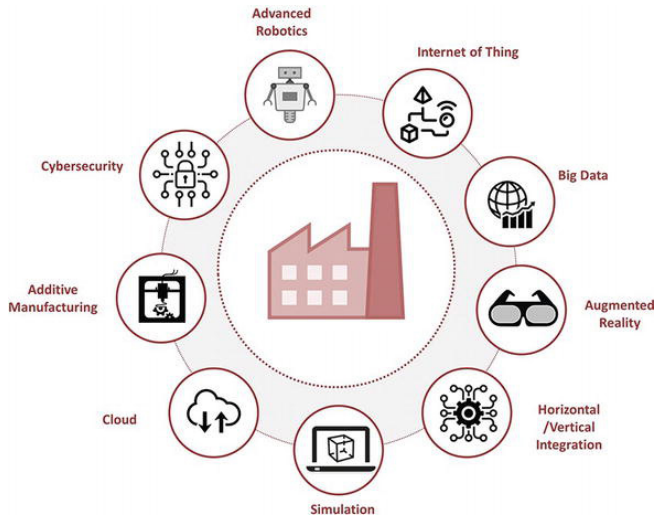 Advanced
Robotics
Internet of Thing
Cybersecurity
Big Data
Additive
Manufacturing
Augmented
Reality
Cloud
Horizontal
/Vertical
Integration
Simulation